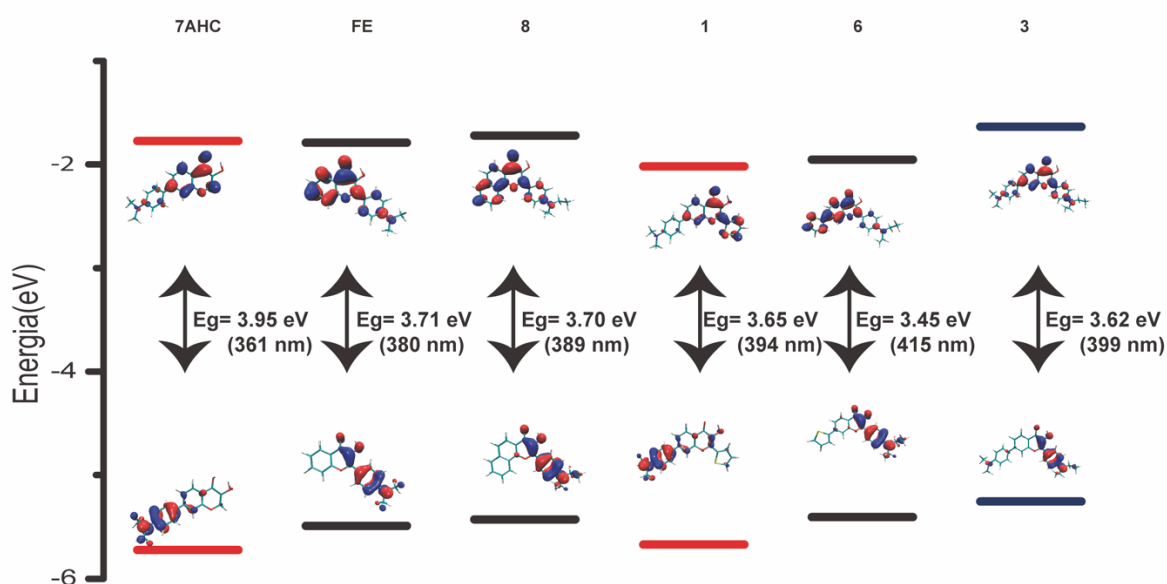 7AHC FE 8 1 6 3
Energia(eV)
-2
Eg= 3.95 eV
(361 nm)
Eg= 3.71 eV
(380 nm)
Eg= 3.70 eV
(389 nm)
Eg= 3.65 eV
(394 nm)
Eg= 3.45 eV
(415 nm)
Eg= 3.62 eV
(399 nm)
-4
-6